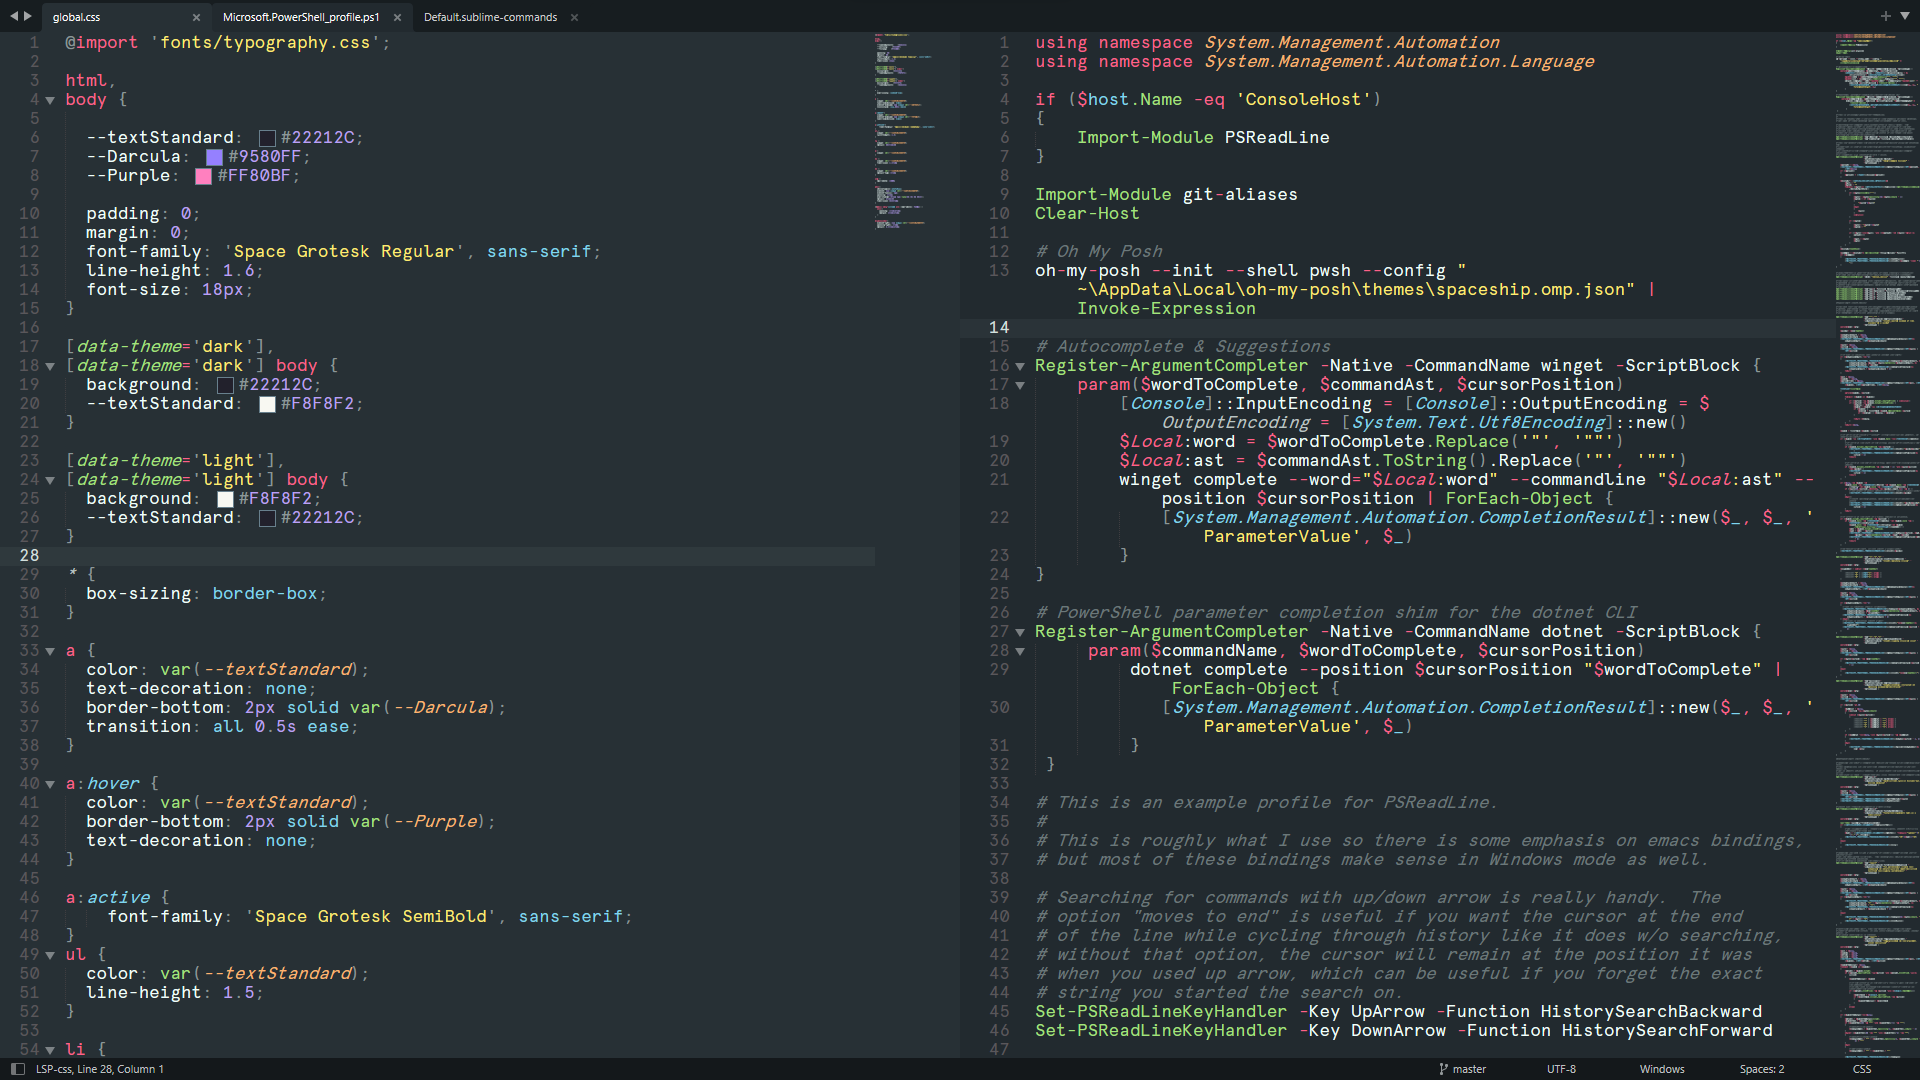 global.css
Microsoft.PowerShell_profile.ps1
Default.sublime-commands
1 @import 'fonts/typography.css';
2
3 html,
4 body {
5
6 --textStandard: #22212C;
7 --Darcula: #9580FF;
8 --Purple: #FF80BF;
9
10 padding: 0;
11 margin: 0;
12 font-family: 'Space Grotesk Regular', sans-serif;
13 line-height: 1.6;
14 font-size: 18px;
15 }
16
17 [data-theme='dark'],
18 [data-theme='dark'] body {
19 background: #22212C;
20 --textStandard: #F8F8F2;
21 }
22
23 [data-theme='light'],
24 [data-theme='light'] body {
25 background: #F8F8F2;
26 --textStandard: #22212C;
27 }
28
29 * {
30 box-sizing: border-box;
31 }
32
33 a {
34 color: var(--textStandard);
35 text-decoration: none;
36 border-bottom: 2px solid var(--Darcula);
37 transition: all 0.5s ease;
38 }
39
40 a:hover {
41 color: var(--textStandard);
42 border-bottom: 2px solid var(--Purple);
43 text-decoration: none;
44 }
45
46 a:active {
47 font-family: 'Space Grotesk SemiBold', sans-serif;
48 }
49 ul {
50 color: var(--textStandard);
51 line-height: 1.5;
52 }
53
54 li {
1 using namespace System.Management.Automation
2 using namespace System.Management.Automation.Language
3
4 if ($host.Name -eq 'ConsoleHost')
5 {
6 Import-Module PSReadLine
7 }
8
9 Import-Module git-aliases
10 Clear-Host
11
12 # Oh My Posh
13 oh-my-posh --init --shell pwsh --config "
~\AppData\Local\oh-my-posh\themes\spaceship.omp.json" |
Invoke-Expression
14
15 # Autocomplete & Suggestions
16 Register-ArgumentCompleter -Native -CommandName winget -ScriptBlock {
17 param($wordToComplete, $commandAst, $cursorPosition)
18 [Console]::InputEncoding = [Console]::OutputEncoding = $
OutputEncoding = [System.Text.Utf8Encoding]::new()
19 $Local:word = $wordToComplete.Replace('"', '""')
20 $Local:ast = $commandAst.ToString().Replace('"', '""')
21 winget complete --word="$Local:word" --commandline "$Local:ast" --
position $cursorPosition | ForEach-Object {
22 [System.Management.Automation.CompletionResult]::new($_, $_, '
ParameterValue', $_)
23 }
24 }
25
26 # PowerShell parameter completion shim for the dotnet CLI
27 Register-ArgumentCompleter -Native -CommandName dotnet -ScriptBlock {
28 param($commandName, $wordToComplete, $cursorPosition)
29 dotnet complete --position $cursorPosition "$wordToComplete" |
ForEach-Object {
30 [System.Management.Automation.CompletionResult]::new($_, $_, '
ParameterValue', $_)
31 }
32 }
33
34 # This is an example profile for PSReadLine.
35 #
36 # This is roughly what I use so there is some emphasis on emacs bindings,
37 # but most of these bindings make sense in Windows mode as well.
38
39 # Searching for commands with up/down arrow is really handy.  The
40 # option "moves to end" is useful if you want the cursor at the end
41 # of the line while cycling through history like it does w/o searching,
42 # without that option, the cursor will remain at the position it was
43 # when you used up arrow, which can be useful if you forget the exact
44 # string you started the search on.
45 Set-PSReadLineKeyHandler -Key UpArrow -Function HistorySearchBackward
46 Set-PSReadLineKeyHandler -Key DownArrow -Function HistorySearchForward
47
LSP-css, Line 28, Column 1
master
UTF-8
Windows
Spaces: 2
CSS